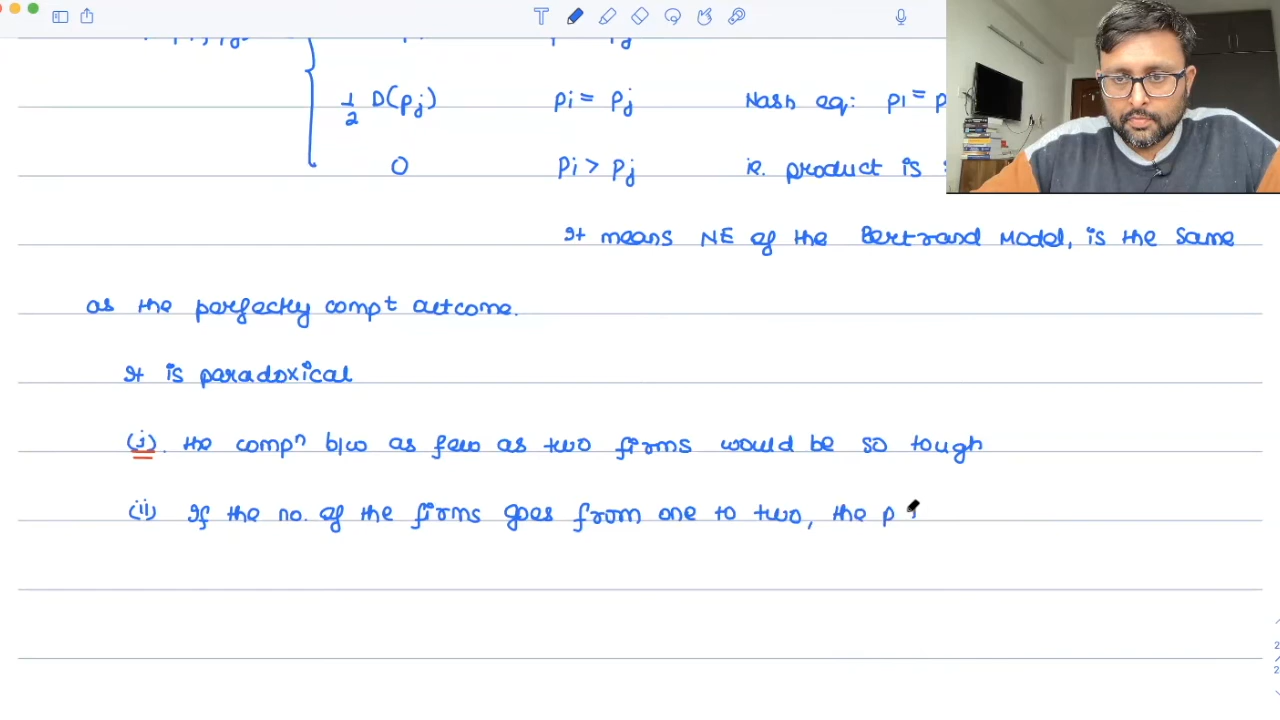 ½ D(pj) pi = pj Nash eq: p1 = p
0 pi > pj ie. product is
It means NE of the Bertrand Model, is the same
as the perfectly compt outcome.
It is paradoxical
(i). the compⁿ b/w as few as two firms would be so tough
(ii) If the no. of the firms goes from one to two, the p